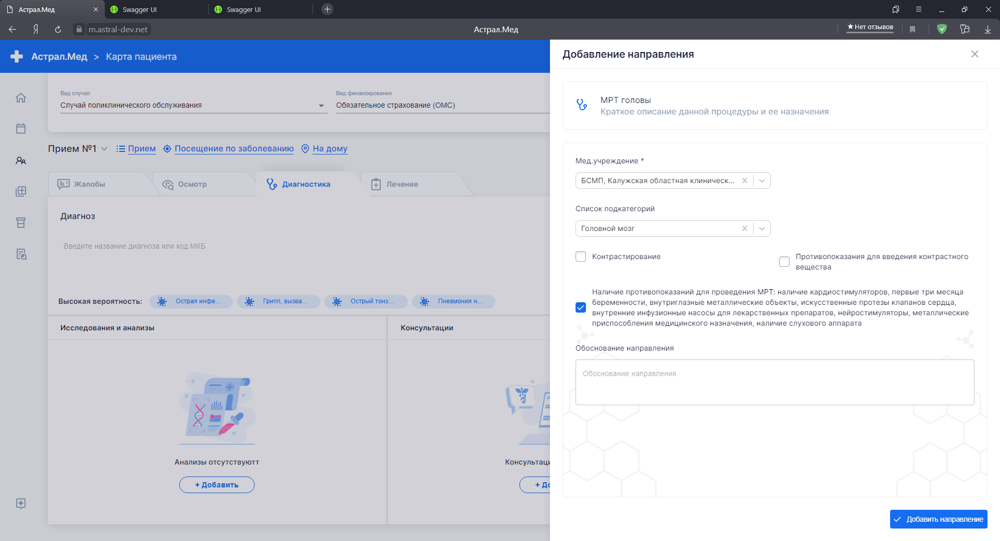 Астрал.Мед
Swagger UI
Swagger UI
Я
m.astral-dev.net
Астрал.Мед
★Нет отзывов
Астрал.Мед > Карта пациента
Вид случая
Случай поликлинического обслуживания
Вид финансирования
Обязательное страхование (ОМС)
Прием №1
Прием
Посещение по заболеванию
На дому
Жалобы
Осмотр
Диагностика
Лечение
Диагноз
Введите название диагноза или код МКБ
Высокая вероятность:
Острая инфе...
Грипп, вызва...
Острый тонз...
Пневмония н...
Исследования и анализы
Консультации
Анализы отсутствуютт
+ Добавить
Консультаци
+ До
Добавление направления
МРТ головы
Краткое описание данной процедуры и ее назначения
Мед.учреждение *
БСМП, Калужская областная клиническ...
Список подкатегорий
Головной мозг
Контрастирование
Противопоказания для введения контрастного
вещества
Наличие противопоказаний для проведения МРТ: наличие кардиостимуляторов, первые три месяца
беременности, внутриглазные металлические объекты, искусственные протезы клапанов сердца,
внутренние инфузионные насосы для лекарственных препаратов, нейростимуляторы, металлические
приспособления медицинского назначения, наличие слухового аппарата
Обоснование направления
Обоснование направления
Добавить направление